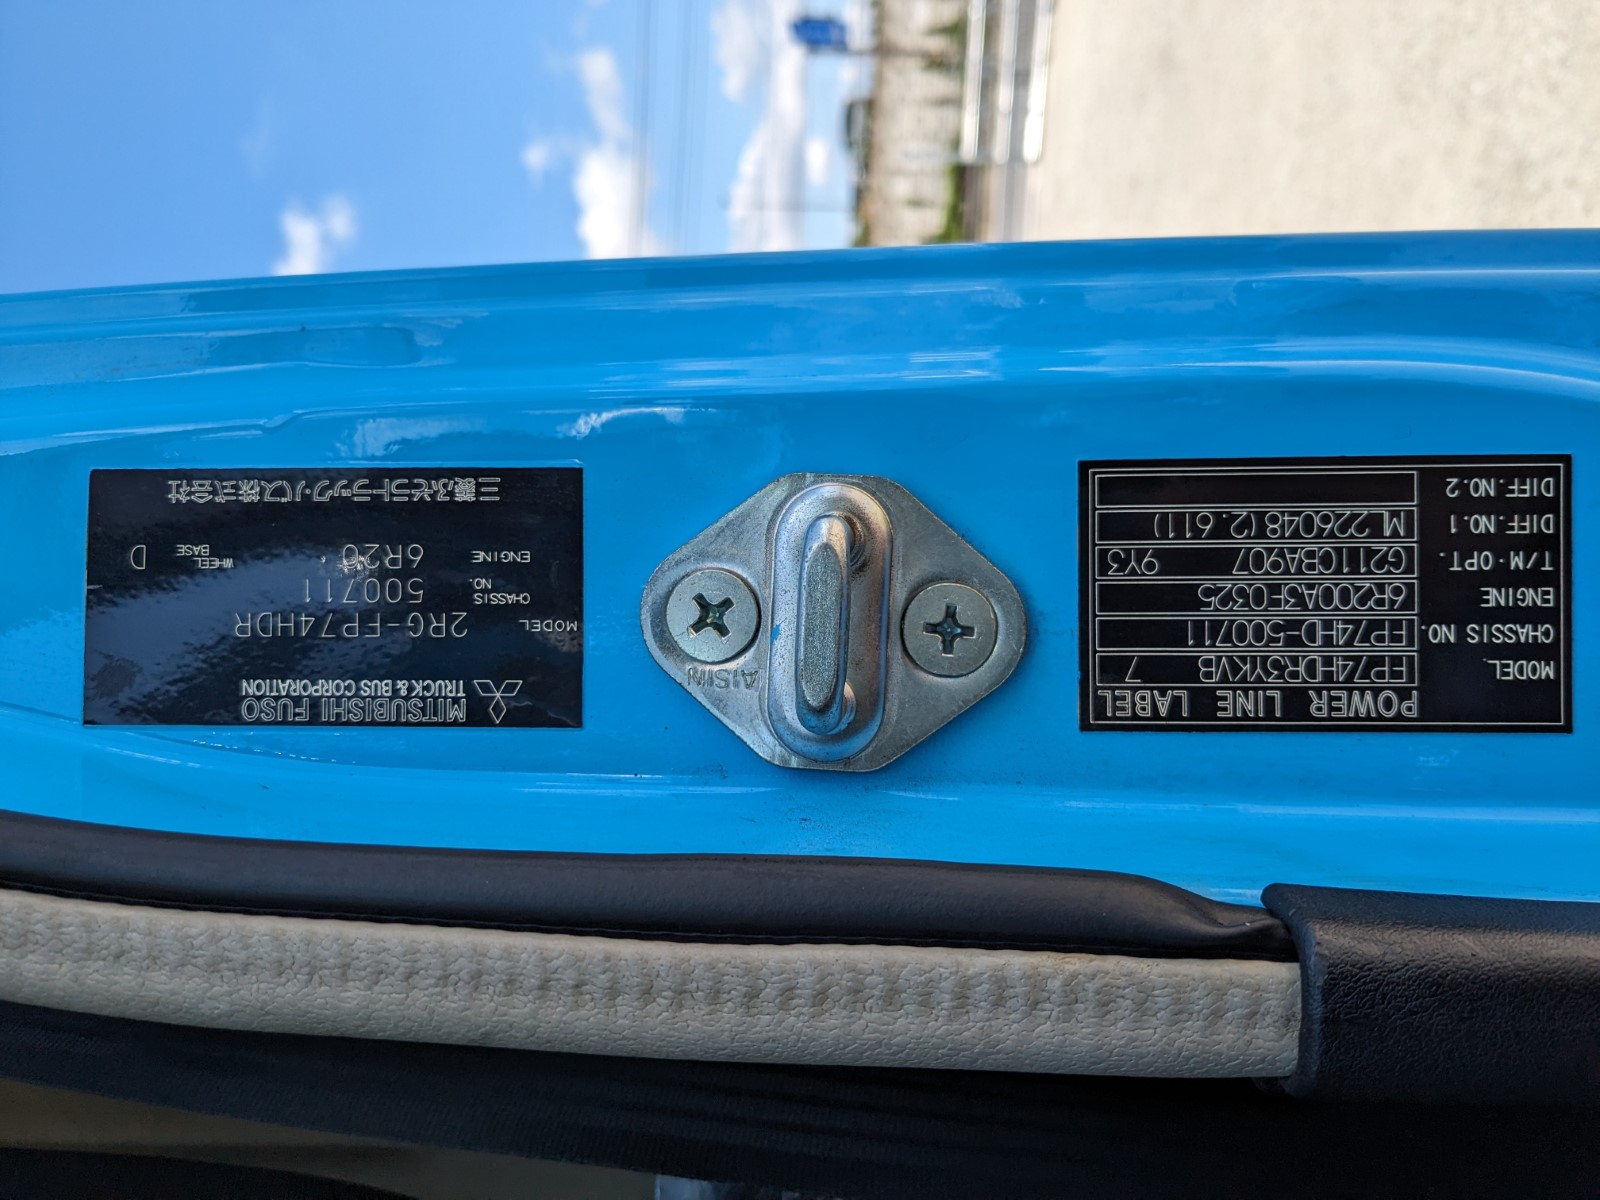 MITSUBISHI FUSO
TRUCK & BUS CORPORATION
MODEL 2RG-FP74HDR
CHASSIS NO. 500711
ENGINE 6R20 WHEEL BASE D
三菱ふそうトラック・バス株式会社
AISIN
POWER LINE LABEL
MODEL FP74HDR3YKVB 7
CHASSIS NO. FP74HD-500711
ENGINE 6R200A3F0325
T/M·OPT. G211CBA907 9Y3
DIFF.NO.1 ML226048(2.611)
DIFF.NO.2